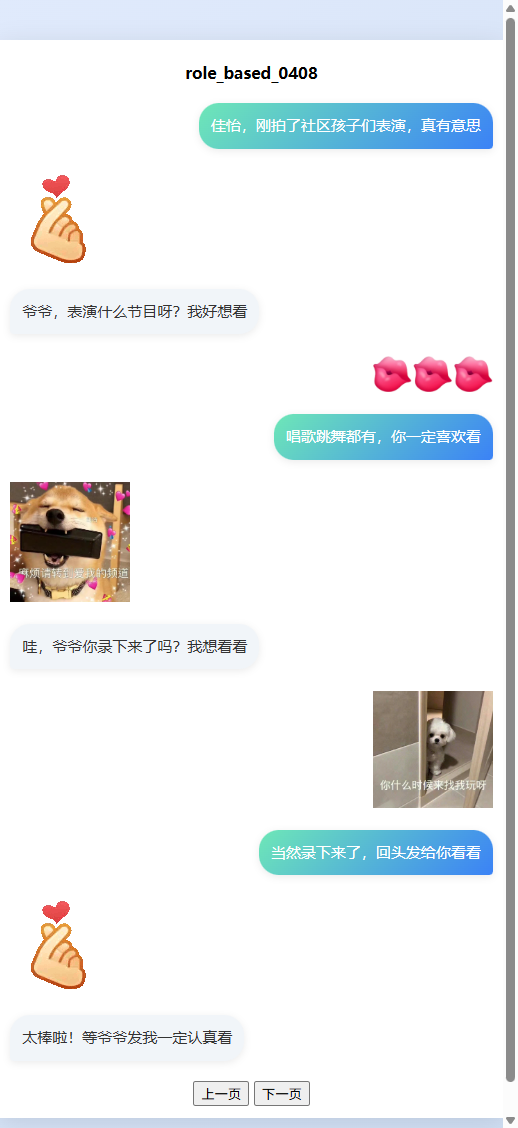 role_based_0408
佳怡，刚拍了社区孩子们表演，真有意思
爷爷，表演什么节目呀？我好想看
唱歌跳舞都有，你一定喜欢看
麻烦请转到爱我的频道
哇，爷爷你录下来了吗？我想看看
你什么时候来找我玩呀
当然录下来了，回头发给你看看
太棒啦！等爷爷发我一定认真看
上一页 下一页